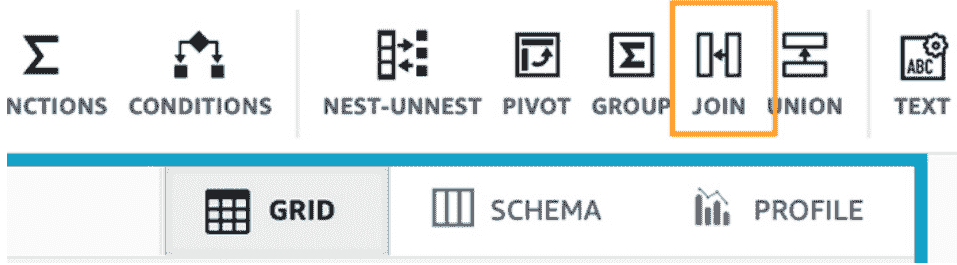 NCTIONS CONDITIONS NEST-UNNEST PIVOT GROUP JOIN UNION ABC TEXT
GRID SCHEMA PROFILE